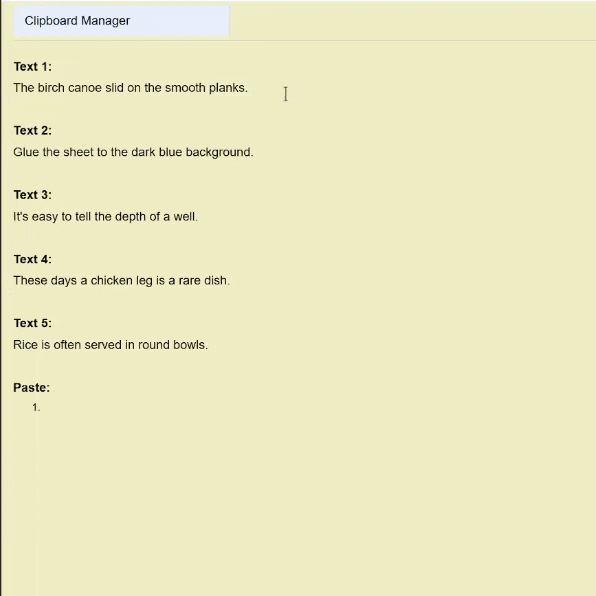 Clipboard Manager
Text 1:
The birch canoe slid on the smooth planks.
Text 2:
Glue the sheet to the dark blue background.
Text 3:
It's easy to tell the depth of a well.
Text 4:
These days a chicken leg is a rare dish.
Text 5:
Rice is often served in round bowls.
Paste:
1.